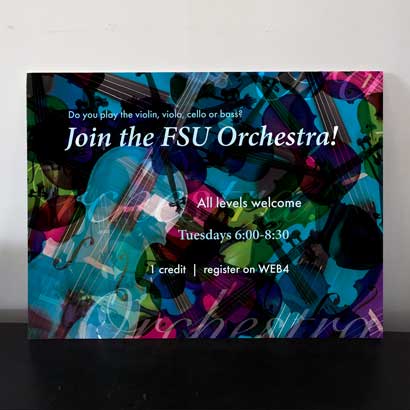 Do you play the violin, viola, cello or bass?
Join the FSU Orchestra!
All levels welcome
Tuesdays 6:00-8:30
1 credit | register on WEB4
Orchestra